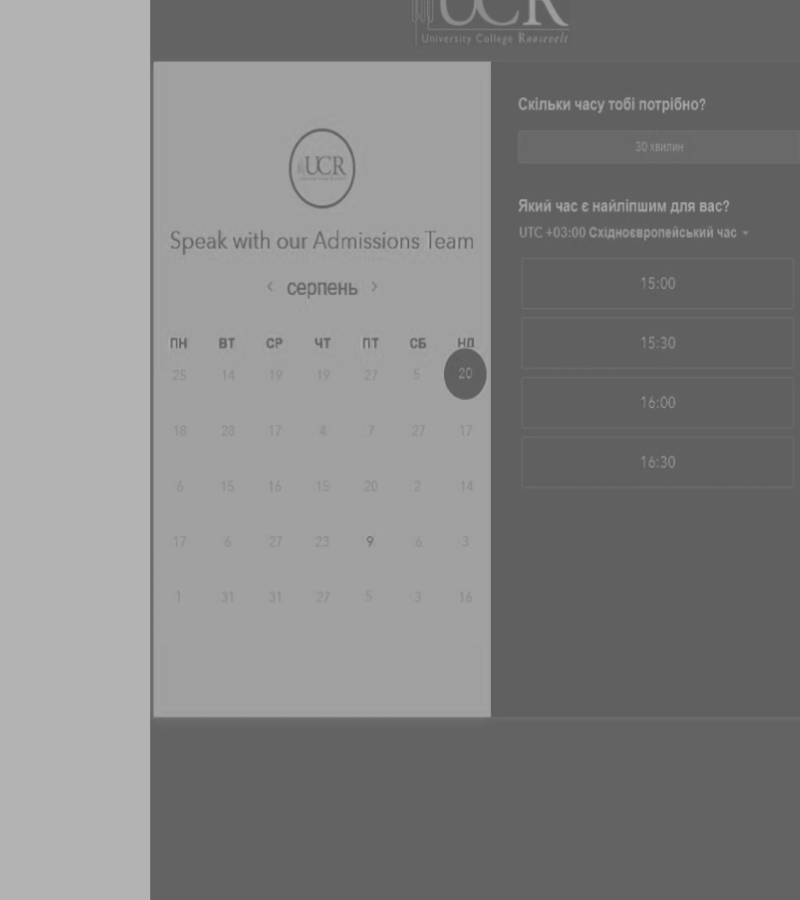 UCR
University College Roosevelt
UCR
Speak with our Admissions Team
‹ серпень ›
ПН ВТ СР ЧТ ПТ СБ НД
25 14 19 19 27 5 20
18 28 17 4 7 27 17
6 15 16 15 20 2 14
17 6 27 23 9 6 3
1 31 31 27 5 3 16
Скільки часу тобі потрібно?
30 хвилин
Який час є найліпшим для вас?
UTC +03:00 Східноєвропейський час
15:00
15:30
16:00
16:30